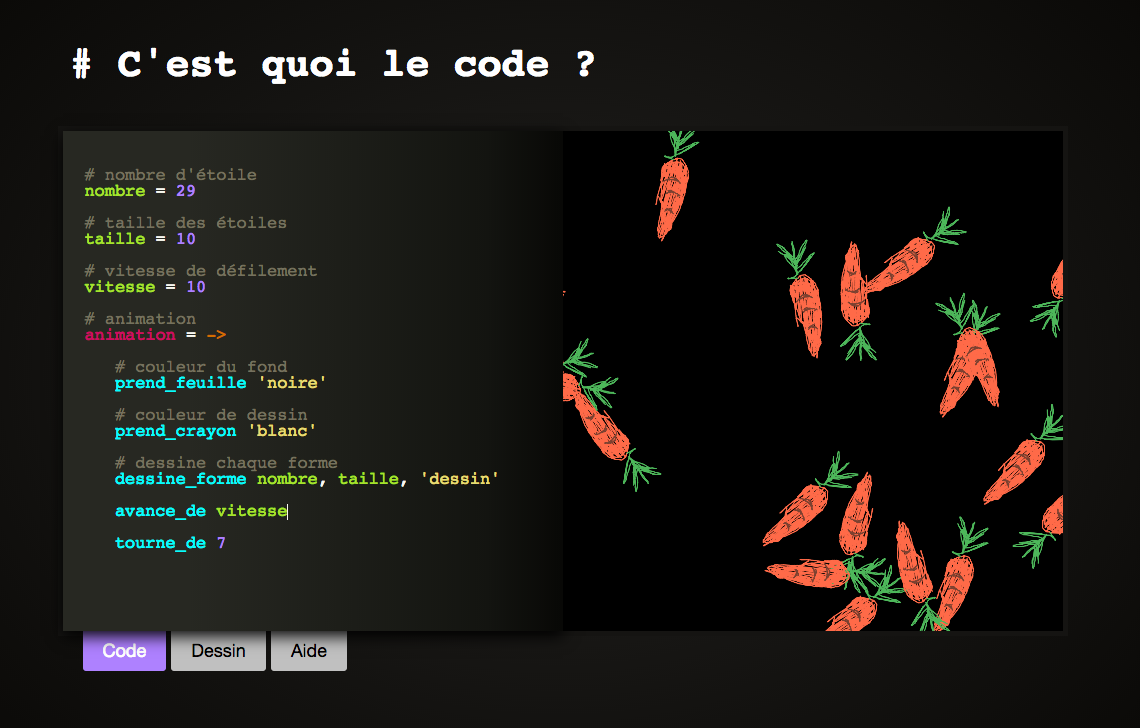 # C'est quoi le code ?
# nombre d'étoile
nombre = 29
# taille des étoiles
taille = 10
# vitesse de défilement
vitesse = 10
# animation
animation = ->
# couleur du fond
prend_feuille 'noire'
# couleur de dessin
prend_crayon 'blanc'
# dessine chaque forme
dessine_forme nombre, taille, 'dessin'
avance_de vitesse
tourne_de 7
Code Dessin Aide